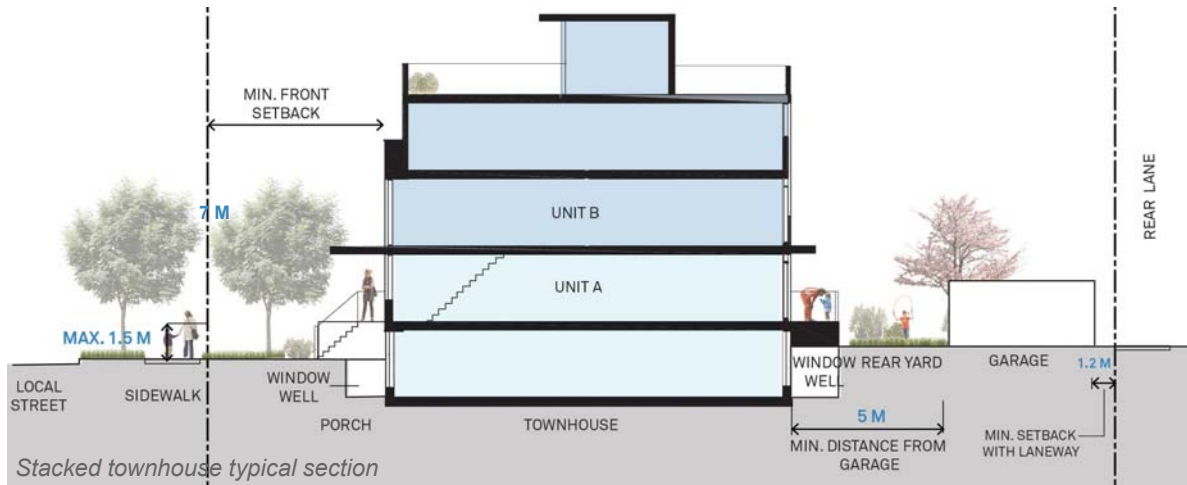 MIN. FRONT
SETBACK
7 M
UNIT B
UNIT A
MAX. 1.5 M
REAR LANE
LOCAL
STREET
SIDEWALK
WINDOW
WELL
PORCH
TOWNHOUSE
WINDOW
WELL
REAR YARD
GARAGE
1.2 M
5 M
MIN. DISTANCE FROM
GARAGE
MIN. SETBACK
WITH LANEWAY
Stacked townhouse typical section